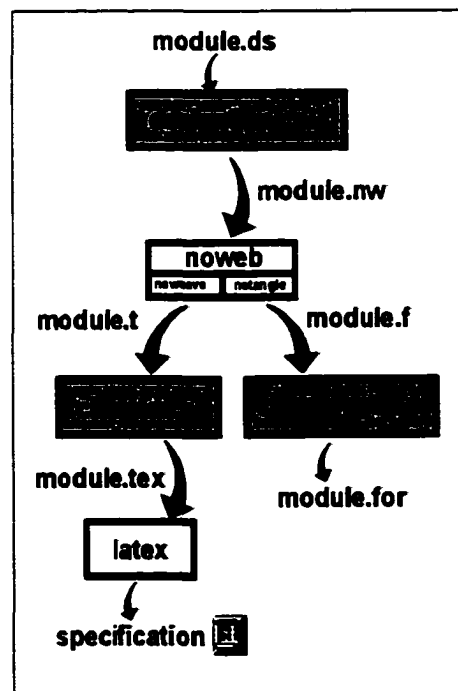 module.ds
module.nw
noweb
noweave notangle
module.t module.f
module.tex
module.for
latex
specification